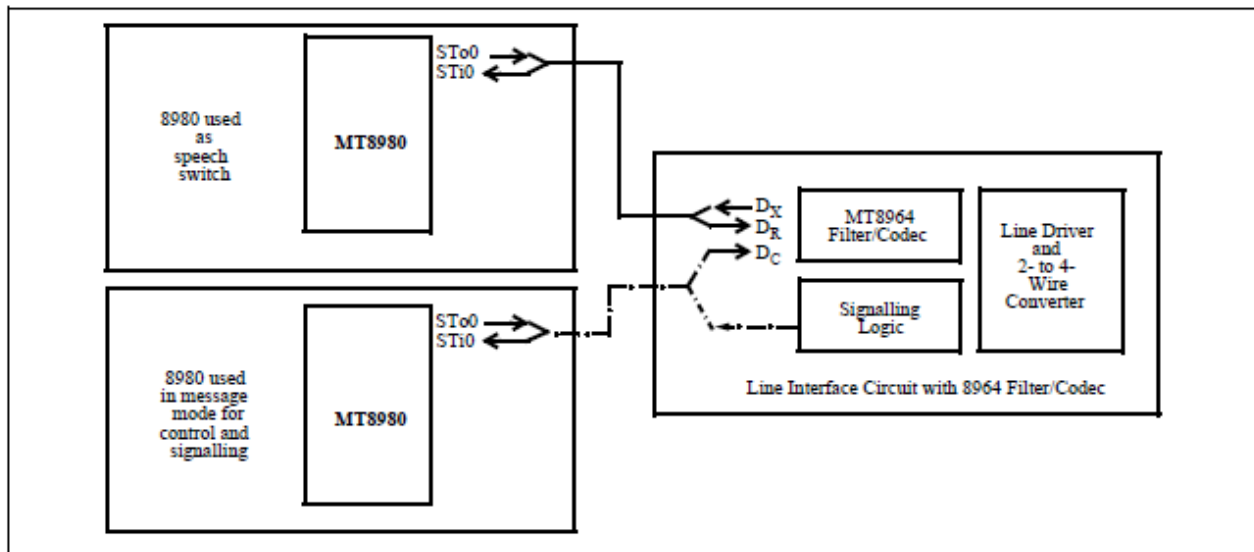 STo0
STi0
8980 used
as
speech
switch
MT8980
STo0
STi0
8980 used
in message
mode for
control and
signalling
MT8980
DX
DR
DC
MT8964
Filter/Codec
Signalling
Logic
Line Driver
and
2- to 4-
Wire
Converter
Line Interface Circuit with 8964 Filter/Codec